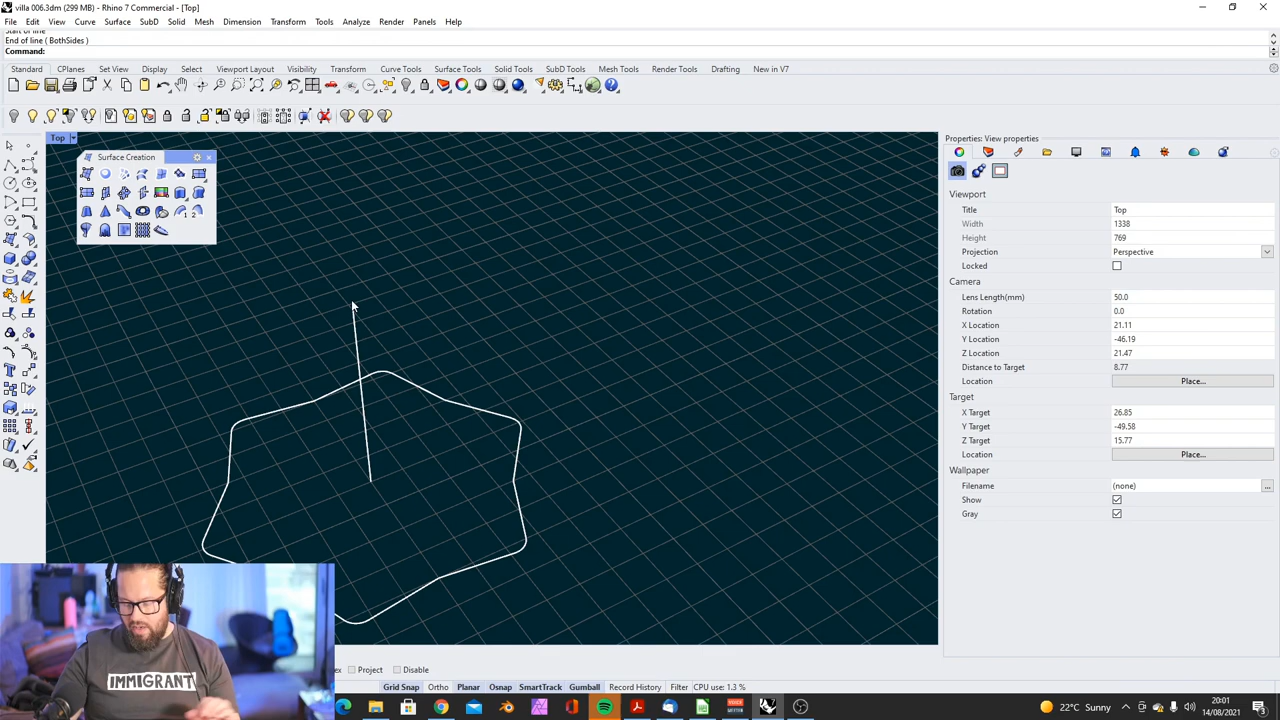 villa 006.3dm (299 MB) - Rhino 7 Commercial - [Top]
File Edit View Curve Surface SubD Solid Mesh Dimension Transform Tools Analyze Render Panels Help
Start of line
End of line ( BothSides )
Command:
Standard CPlanes Set View Display Select Viewport Layout Visibility Transform Curve Tools Surface Tools Solid Tools SubD Tools Mesh Tools Render Tools Drafting New in V7
Top
Surface Creation
Properties: View properties
Viewport
Title Top
Width 1338
Height 769
Projection Perspective
Locked
Camera
Lens Length(mm) 50.0
Rotation 0.0
X Location 21.11
Y Location -46.19
Z Location 21.47
Distance to Target 8.77
Location Place...
Target
X Target 26.85
Y Target -49.58
Z Target 15.77
Location Place...
Wallpaper
Filename (none) ...
Show
Gray
IMMIGRANT
Project Disable
Grid Snap Ortho Planar Osnap SmartTrack Gumball Record History Filter CPU use: 1.3 %
22°C Sunny
20:01
14/08/2021